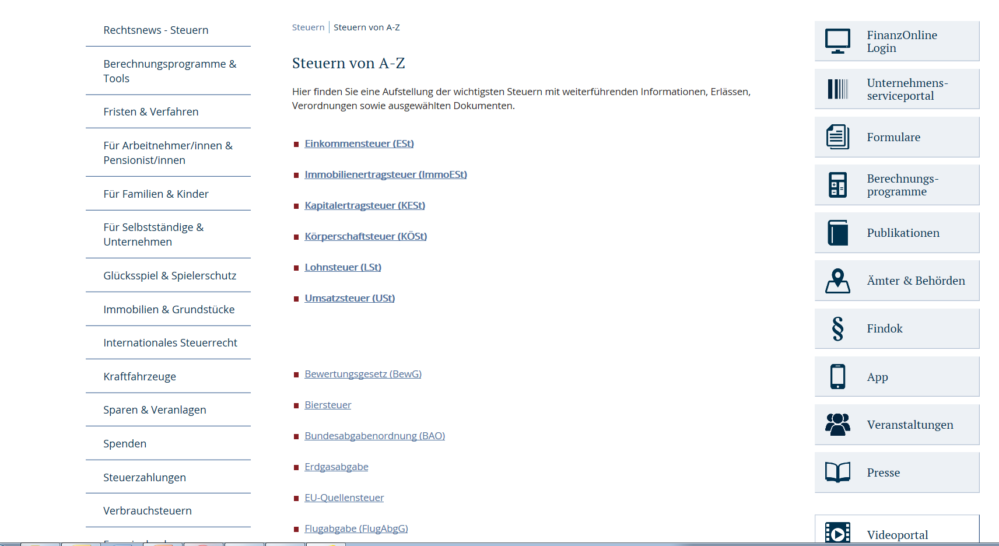 Rechtsnews - Steuern
Berechnungsprogramme &
Tools
Fristen & Verfahren
Für Arbeitnehmer/innen &
Pensionist/innen
Für Familien & Kinder
Für Selbstständige &
Unternehmen
Glücksspiel & Spielerschutz
Immobilien & Grundstücke
Internationales Steuerrecht
Kraftfahrzeuge
Sparen & Veranlagen
Spenden
Steuerzahlungen
Verbrauchsteuern
Steuern | Steuern von A-Z
Steuern von A-Z
Hier finden Sie eine Aufstellung der wichtigsten Steuern mit weiterführenden Informationen, Erlässen,
Verordnungen sowie ausgewählten Dokumenten.
Einkommensteuer (ESt)
Immobilienertragsteuer (ImmoESt)
Kapitalertragsteuer (KESt)
Körperschaftsteuer (KÖSt)
Lohnsteuer (LSt)
Umsatzsteuer (USt)
Bewertungsgesetz (BewG)
Biersteuer
Bundesabgabenordnung (BAO)
Erdgasabgabe
EU-Quellensteuer
Flugabgabe (FlugAbgG)
FinanzOnline
Login
Unternehmens-
serviceportal
Formulare
Berechnungs-
programme
Publikationen
Ämter & Behörden
§
Findok
App
Veranstaltungen
Presse
Videoportal